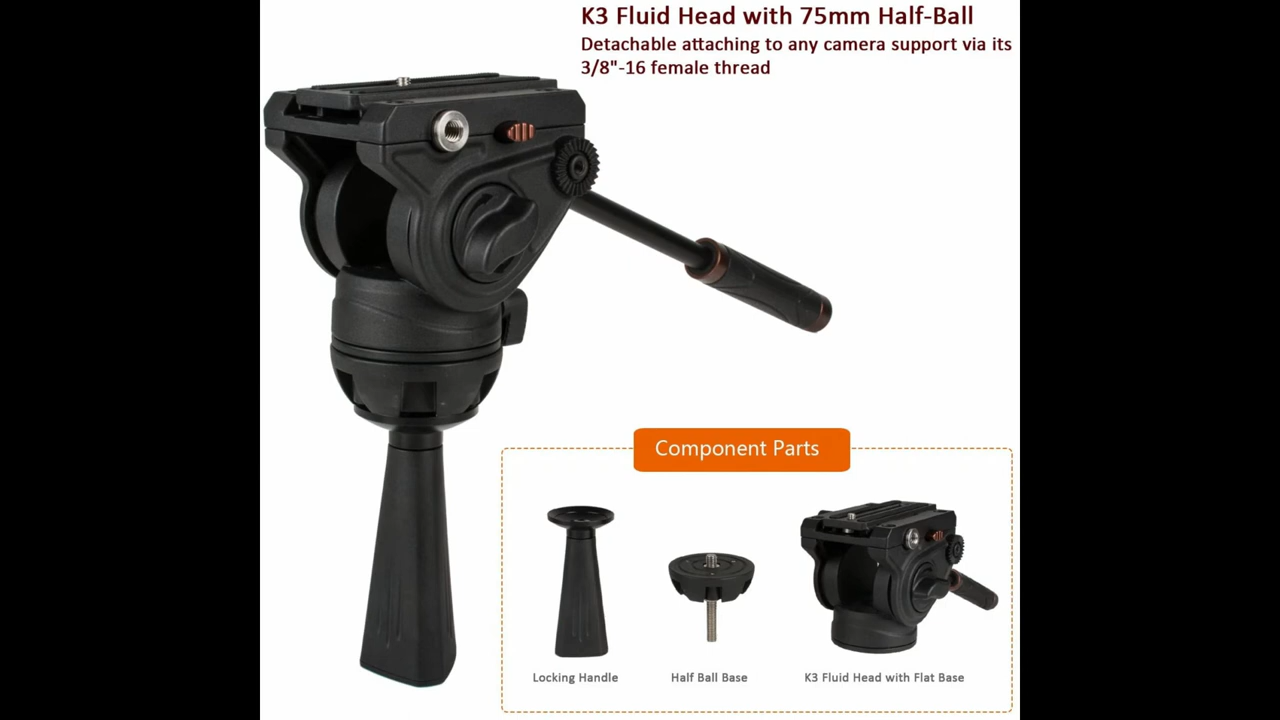 K3 Fluid Head with 75mm Half-Ball
Detachable attaching to any camera support via its
3/8"-16 female thread
Component Parts
Locking Handle
Half Ball Base
K3 Fluid Head with Flat Base